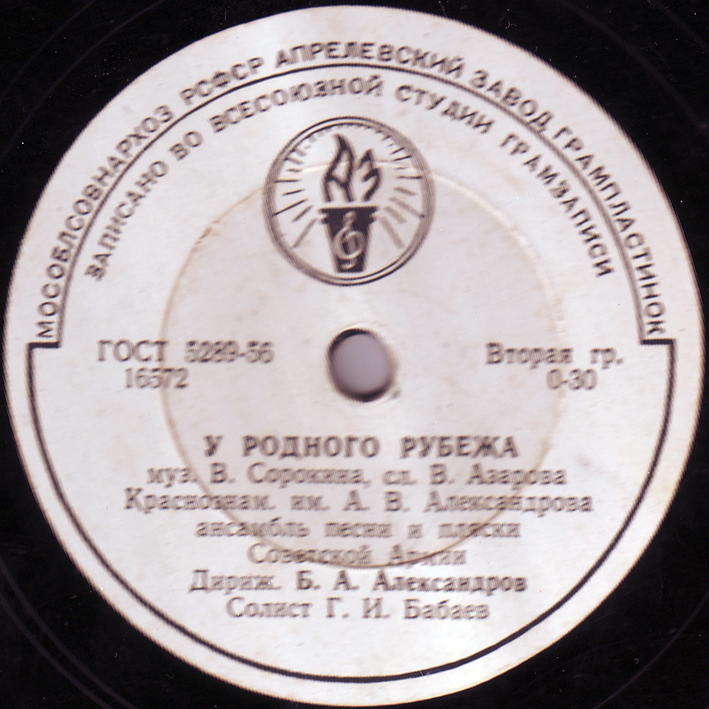 МОСОБЛСОВНАРХОЗ РСФСР АПРЕЛЕВСКИЙ ЗАВОД ГРАМПЛАСТИНОК
ЗАПИСАНО ВО ВСЕСОЮЗНОЙ СТУДИИ ГРАМЗАПИСИ
АЗ
ГОСТ 5289-56
16572
Вторая гр.
0-30
У РОДНОГО РУБЕЖА
муз. В. Сорокина, сл. В. Азарова
Краснознам. им. А. В. Александрова
ансамбль песни и пляски
Советской Армии
Дириж. Б. А. Александров
Солист Г. И. Бабаев